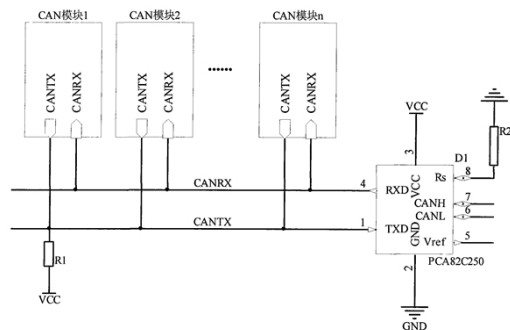 CAN模块1 CAN模块2 CAN模块n
CANTX CANRX CANTX CANRX ...... CANTX CANRX
VCC
R2
3 D1
VCC Rs 8
CANRX 4 RXD
CANH 7
CANL 6
CANTX 1 TXD
GND Vref 5
R1 2 PCA82C250
VCC
GND